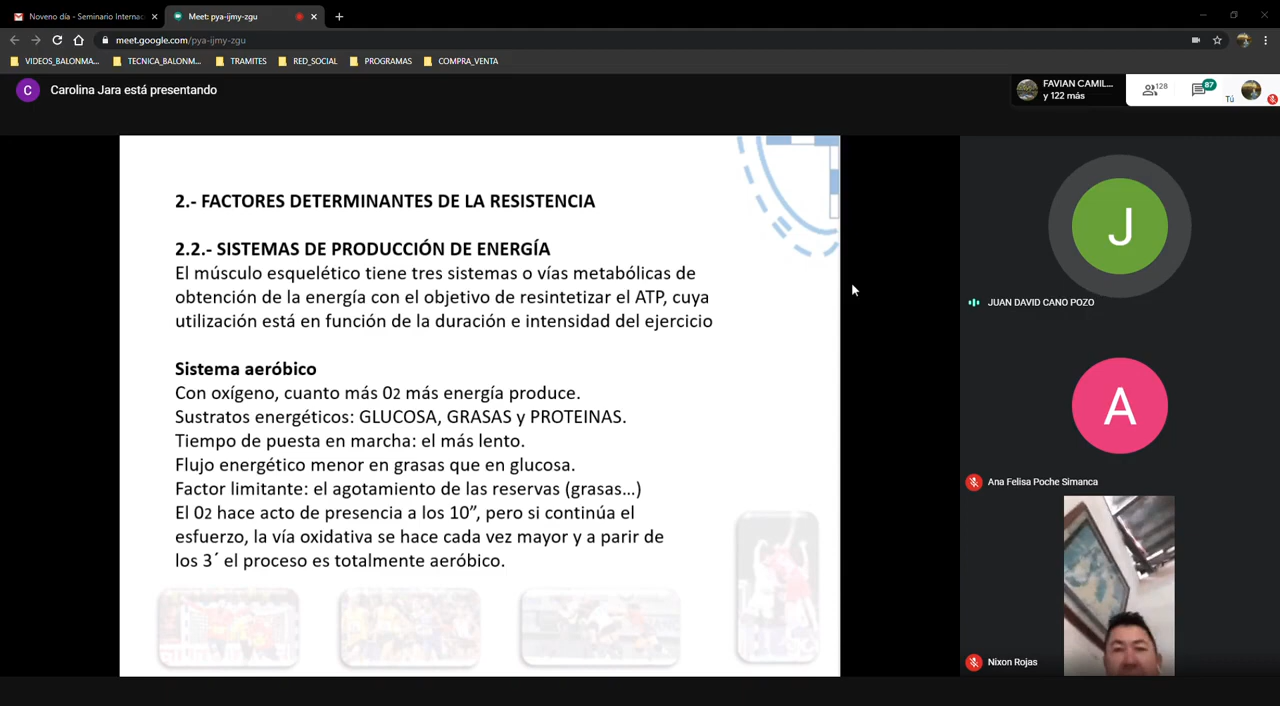 Noveno día - Seminario Internac
Meet: pya-ijmy-zgu
meet.google.com/pya-ijmy-zgu
VIDEOS_BALONMA...
TECNICA_BALONM...
TRAMITES
RED_SOCIAL
PROGRAMAS
COMPRA_VENTA
C
Carolina Jara está presentando
FAVIAN CAMIL...
y 122 más
128
87
Tú
2.- FACTORES DETERMINANTES DE LA RESISTENCIA
2.2.- SISTEMAS DE PRODUCCIÓN DE ENERGÍA
El músculo esquelético tiene tres sistemas o vías metabólicas de
obtención de la energía con el objetivo de resintetizar el ATP, cuya
utilización está en función de la duración e intensidad del ejercicio
Sistema aeróbico
Con oxígeno, cuanto más 02 más energía produce.
Sustratos energéticos: GLUCOSA, GRASAS y PROTEINAS.
Tiempo de puesta en marcha: el más lento.
Flujo energético menor en grasas que en glucosa.
Factor limitante: el agotamiento de las reservas (grasas...)
El 02 hace acto de presencia a los 10”, pero si continúa el
esfuerzo, la vía oxidativa se hace cada vez mayor y a parir de
los 3´ el proceso es totalmente aeróbico.
J
JUAN DAVID CANO POZO
A
Ana Felisa Poche Simanca
Nixon Rojas